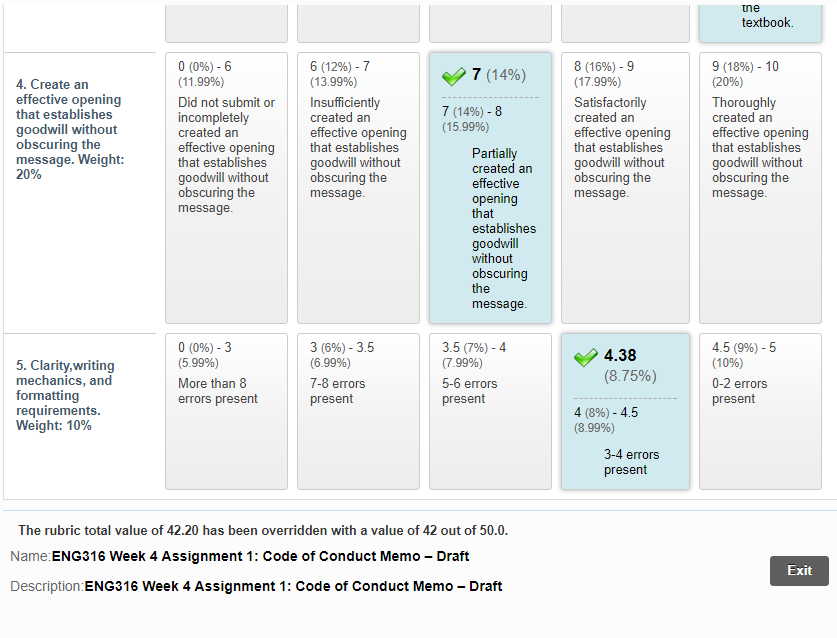 the
textbook.
4. Create an
effective opening
that establishes
goodwill without
obscuring the
message. Weight:
20%
0 (0%) - 6
(11.99%)
Did not submit or
incompletely
created an
effective opening
that establishes
goodwill without
obscuring the
message.
6 (12%) - 7
(13.99%)
Insufficiently
created an
effective opening
that establishes
goodwill without
obscuring the
message.
7 (14%)
7 (14%) - 8
(15.99%)
Partially
created an
effective
opening
that
establishes
goodwill
without
obscuring
the
message.
8 (16%) - 9
(17.99%)
Satisfactorily
created an
effective opening
that establishes
goodwill without
obscuring the
message.
9 (18%) - 10
(20%)
Thoroughly
created an
effective opening
that establishes
goodwill without
obscuring the
message.
5. Clarity,writing
mechanics, and
formatting
requirements.
Weight: 10%
0 (0%) - 3
(5.99%)
More than 8
errors present
3 (6%) - 3.5
(6.99%)
7-8 errors
present
3.5 (7%) - 4
(7.99%)
5-6 errors
present
4.38
(8.75%)
4 (8%) - 4.5
(8.99%)
3-4 errors
present
4.5 (9%) - 5
(10%)
0-2 errors
present
The rubric total value of 42.20 has been overridden with a value of 42 out of 50.0.
Name:ENG316 Week 4 Assignment 1: Code of Conduct Memo – Draft
Description:ENG316 Week 4 Assignment 1: Code of Conduct Memo – Draft
Exit